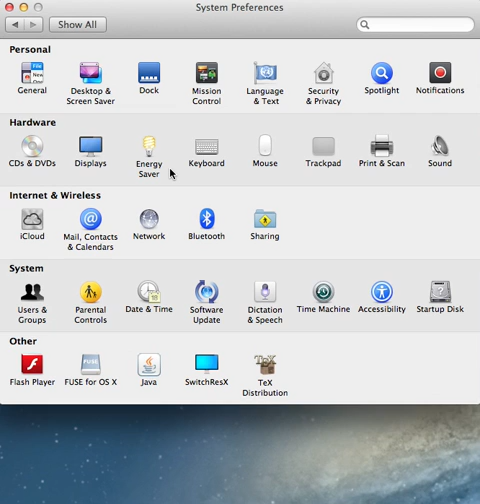 System Preferences
Show All
Personal
General
Desktop &
Screen Saver
Dock
Mission
Control
Language
& Text
Security
& Privacy
Spotlight
Notifications
Hardware
CDs & DVDs
Displays
Energy
Saver
Keyboard
Mouse
Trackpad
Print & Scan
Sound
Internet & Wireless
iCloud
Mail, Contacts
& Calendars
Network
Bluetooth
Sharing
System
Users &
Groups
Parental
Controls
Date & Time
Software
Update
Dictation
& Speech
Time Machine
Accessibility
Startup Disk
Other
Flash Player
FUSE for OS X
Java
SwitchResX
TeX
Distribution